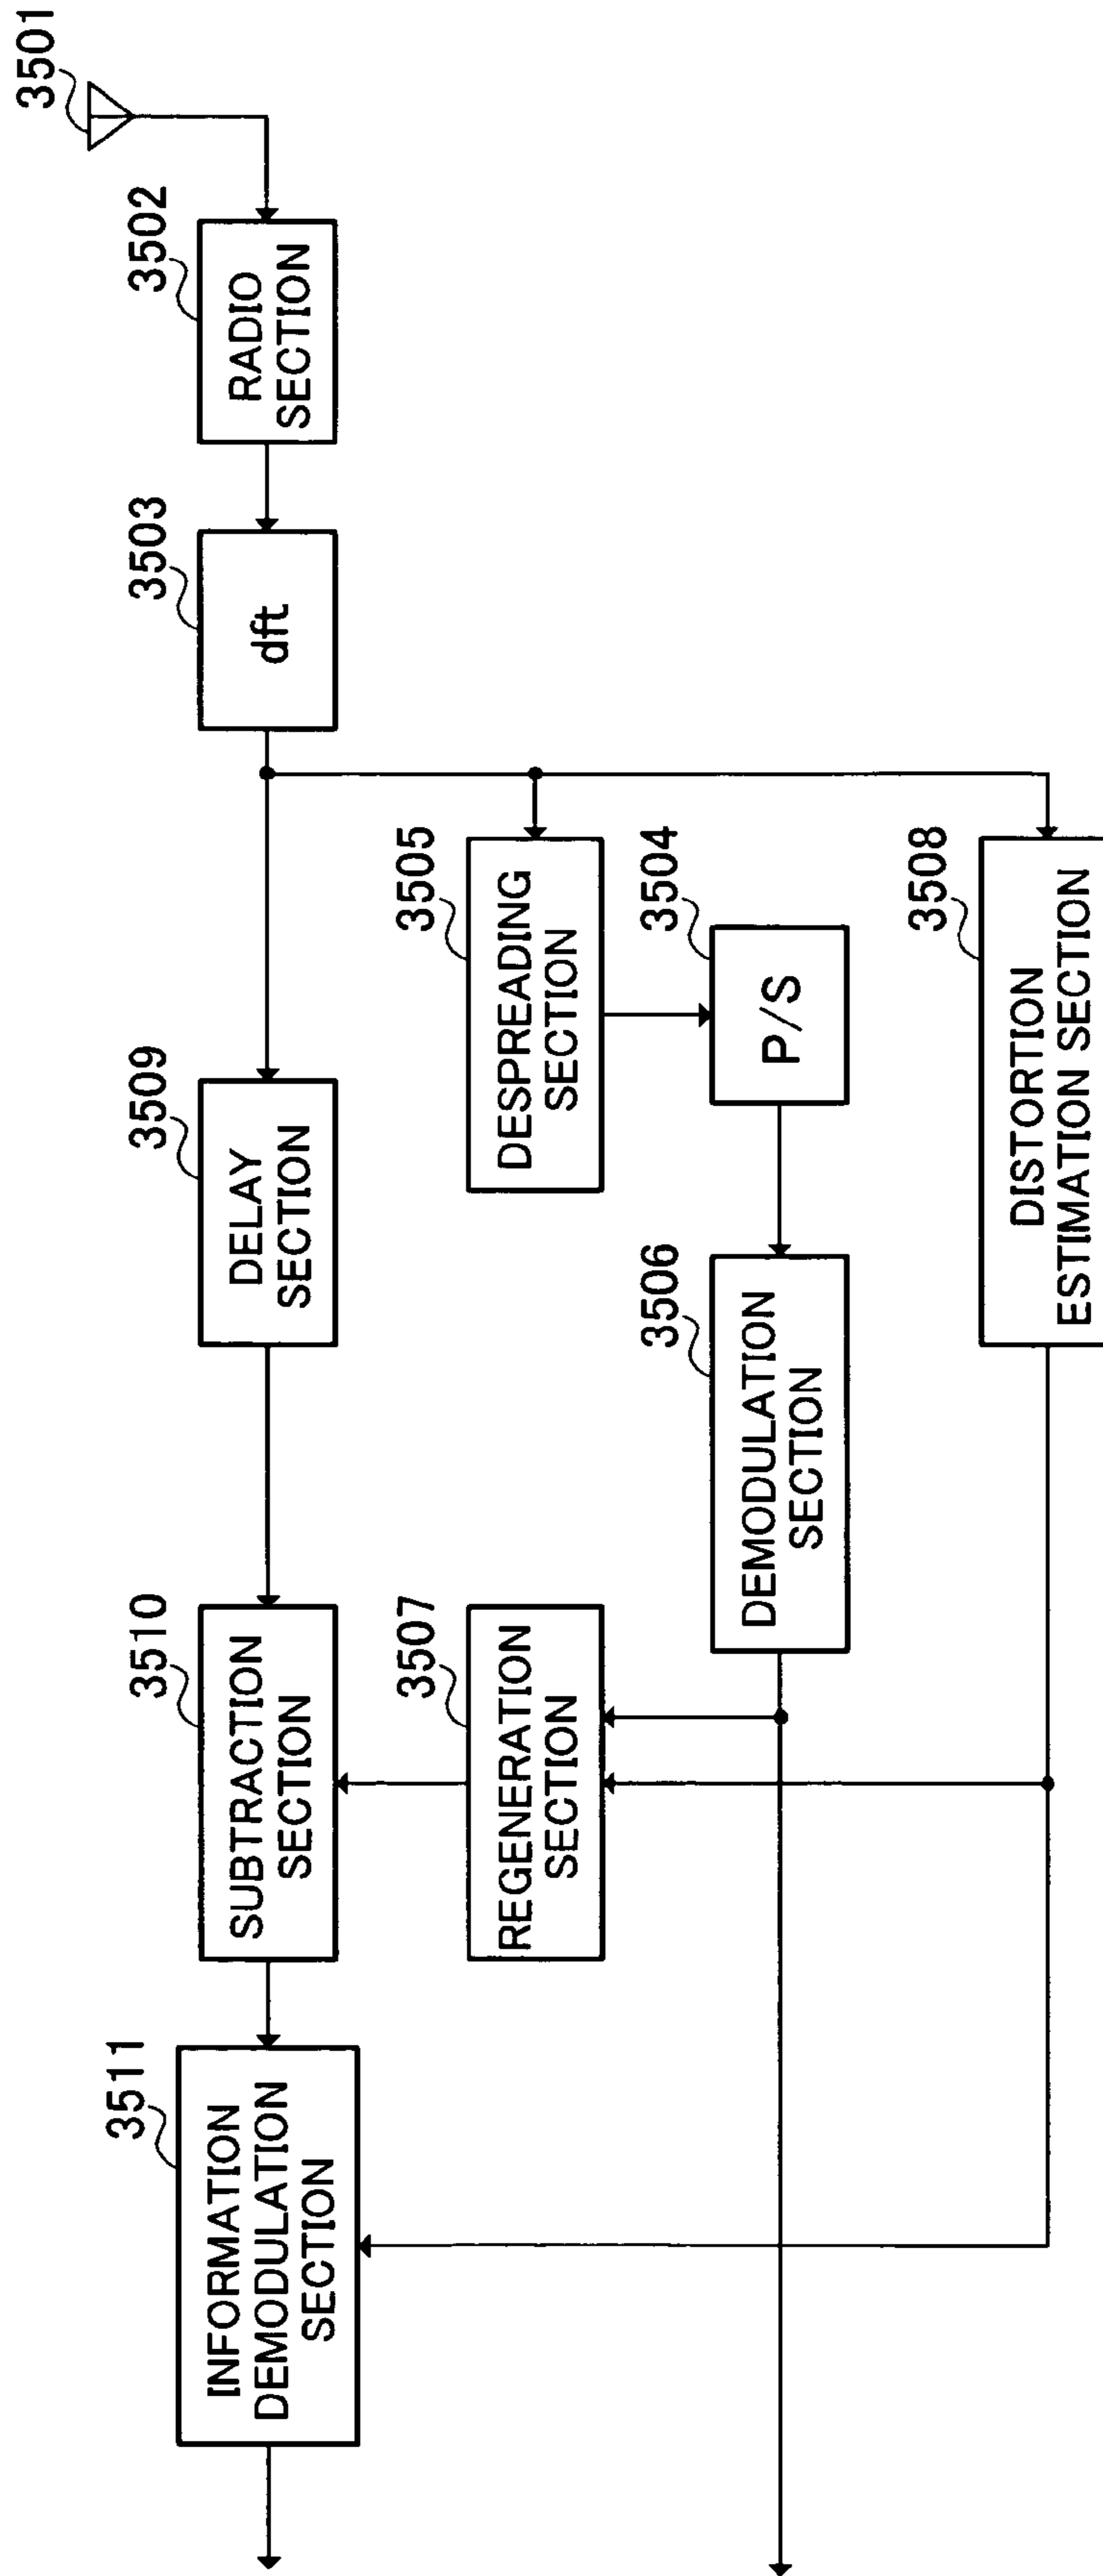 3501
3502
RADIO
SECTION
3503
dft
3509
DELAY
SECTION
3505
DESPREADING
SECTION
3504
P/S
3508
DISTORTION
ESTIMATION SECTION
3506
DEMODULATION
SECTION
3510
SUBTRACTION
SECTION
3507
REGENERATION
SECTION
3511
INFORMATION
DEMODULATION
SECTION